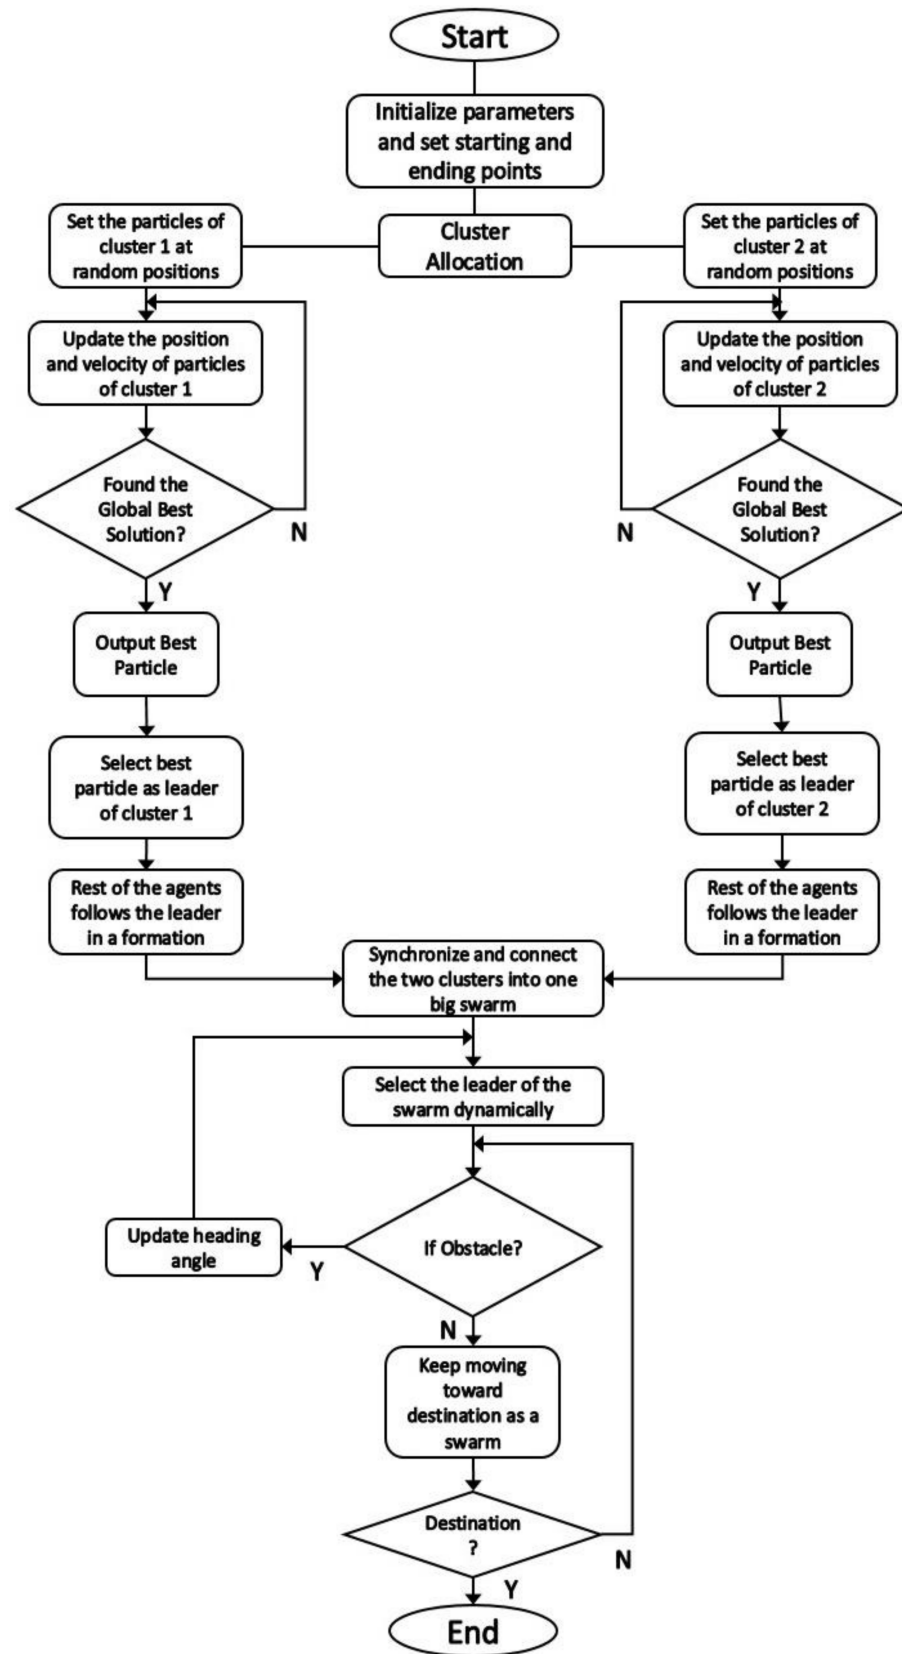 Start
Initialize parameters
and set starting and
ending points
Cluster
Allocation
Set the particles of
cluster 1 at
random positions
Update the position
and velocity of particles
of cluster 1
Found the
Global Best
Solution?
N
Y
Output Best
Particle
Select best
particle as leader
of cluster 1
Rest of the agents
follows the leader
in a formation
Set the particles of
cluster 2 at
random positions
Update the position
and velocity of particles
of cluster 2
Found the
Global Best
Solution?
N
Y
Output Best
Particle
Select best
particle as leader
of cluster 2
Rest of the agents
follows the leader
in a formation
Synchronize and connect
the two clusters into one
big swarm
Select the leader of the
swarm dynamically
If Obstacle?
Y
Update heading
angle
N
Keep moving
toward
destination as a
swarm
Destination
?
N
Y
End